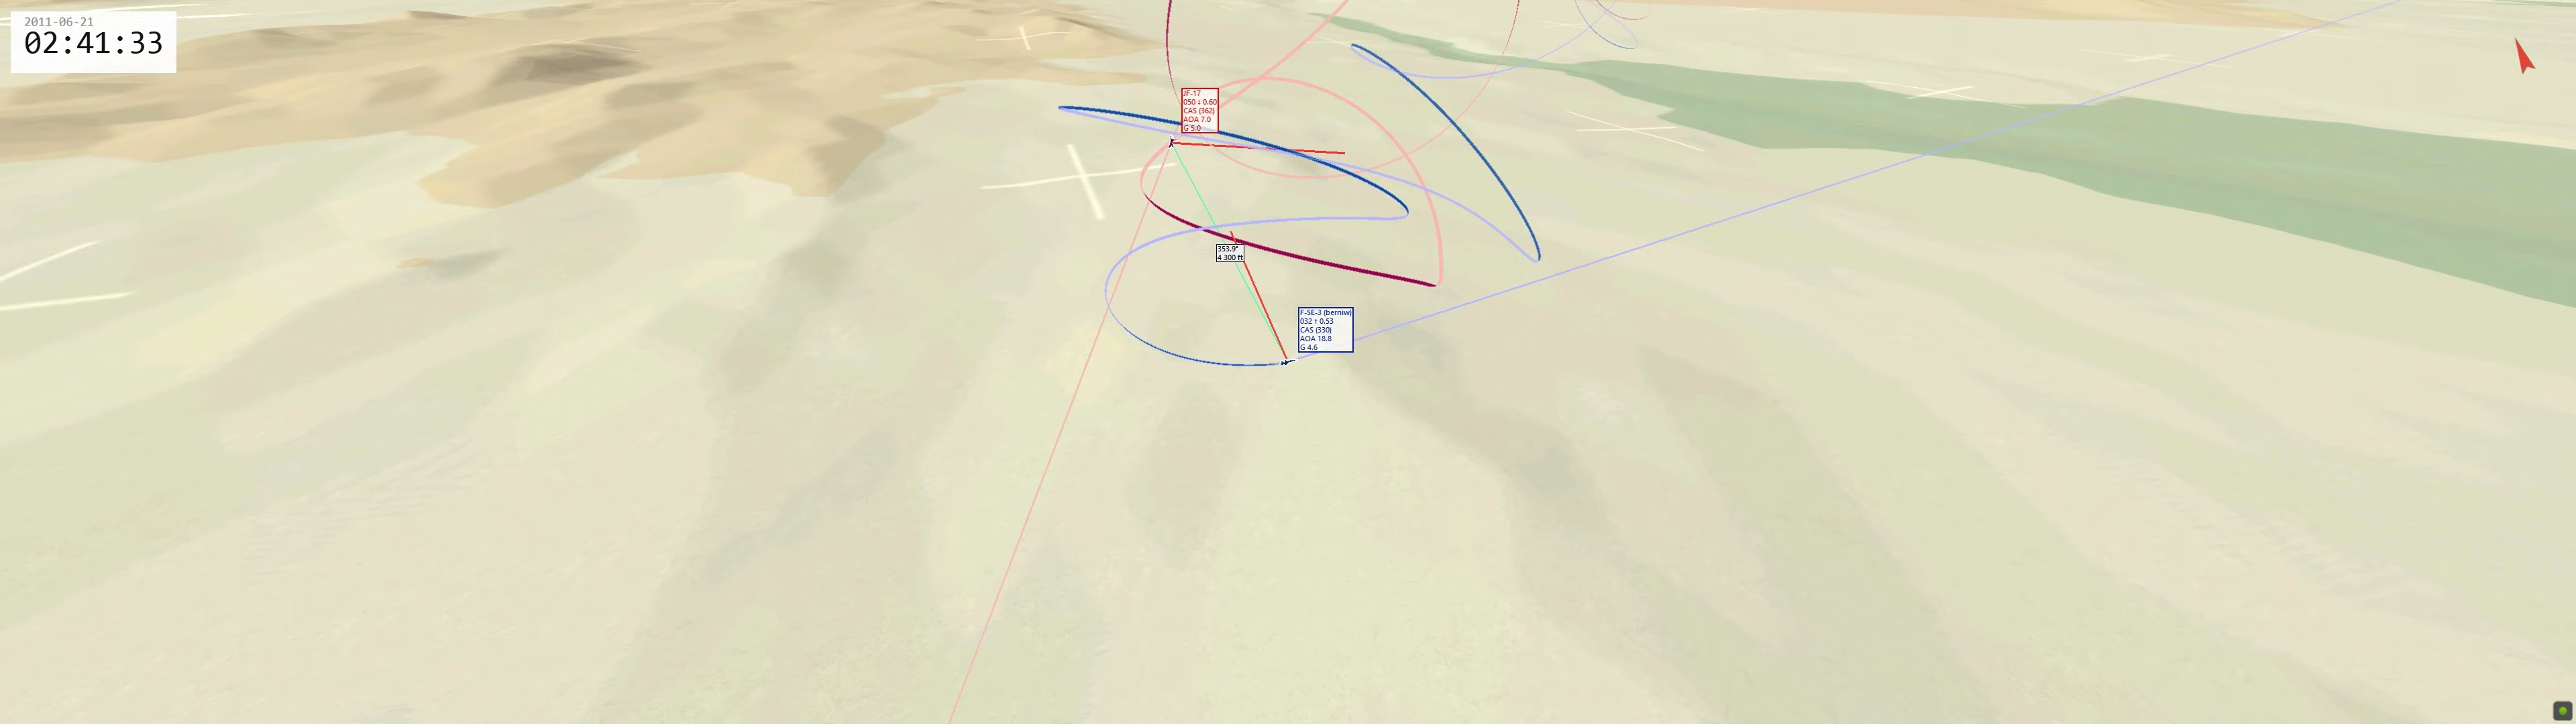 2011-06-21
02:41:33
JF-17
050 ↓ 0.60
CAS (362)
AOA 7.0
G 5.0
353.9°
4 300 ft
F-5E-3 (berniw)
032 ↑ 0.53
CAS (330)
AOA 18.8
G 4.6